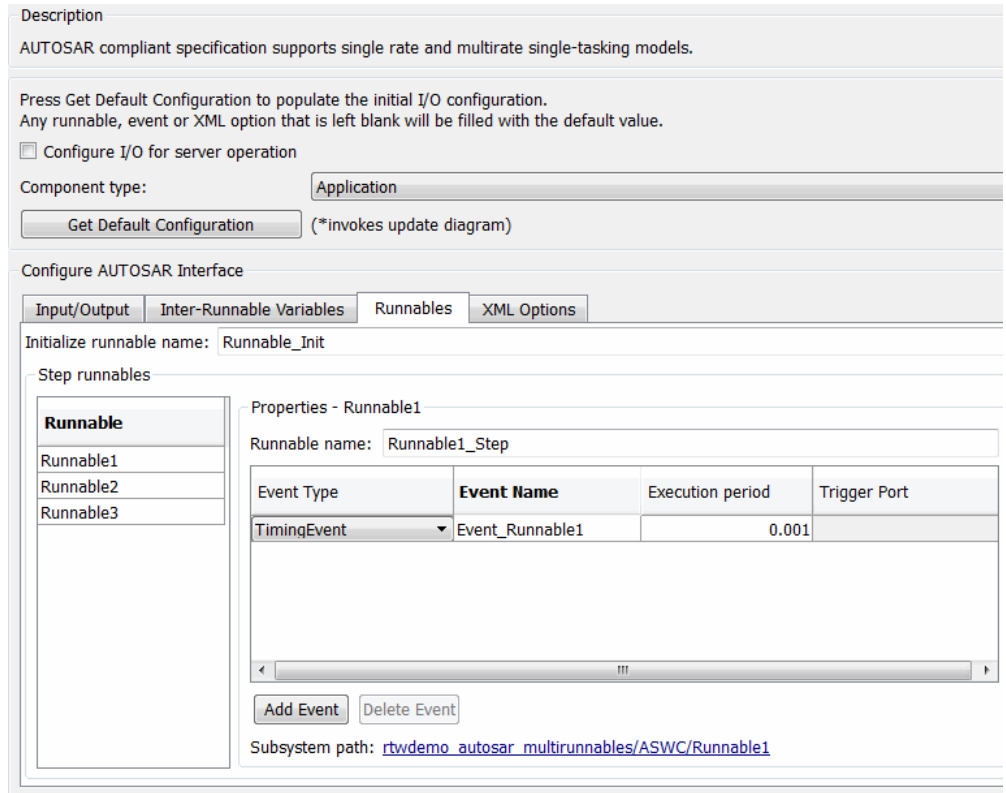 Description
AUTOSAR compliant specification supports single rate and multirate single-tasking models.
Press Get Default Configuration to populate the initial I/O configuration.
Any runnable, event or XML option that is left blank will be filled with the default value.
Configure I/O for server operation
Component type: Application
Get Default Configuration (*invokes update diagram)
Configure AUTOSAR Interface
Input/Output Inter-Runnable Variables Runnables XML Options
Initialize runnable name: Runnable_Init
Step runnables
Runnable
Runnable1
Runnable2
Runnable3
Properties - Runnable1
Runnable name: Runnable1_Step
Event Type Event Name Execution period Trigger Port
TimingEvent Event_Runnable1 0.001
Add Event Delete Event
Subsystem path: rtwdemo_autosar_multirunnables/ASWC/Runnable1